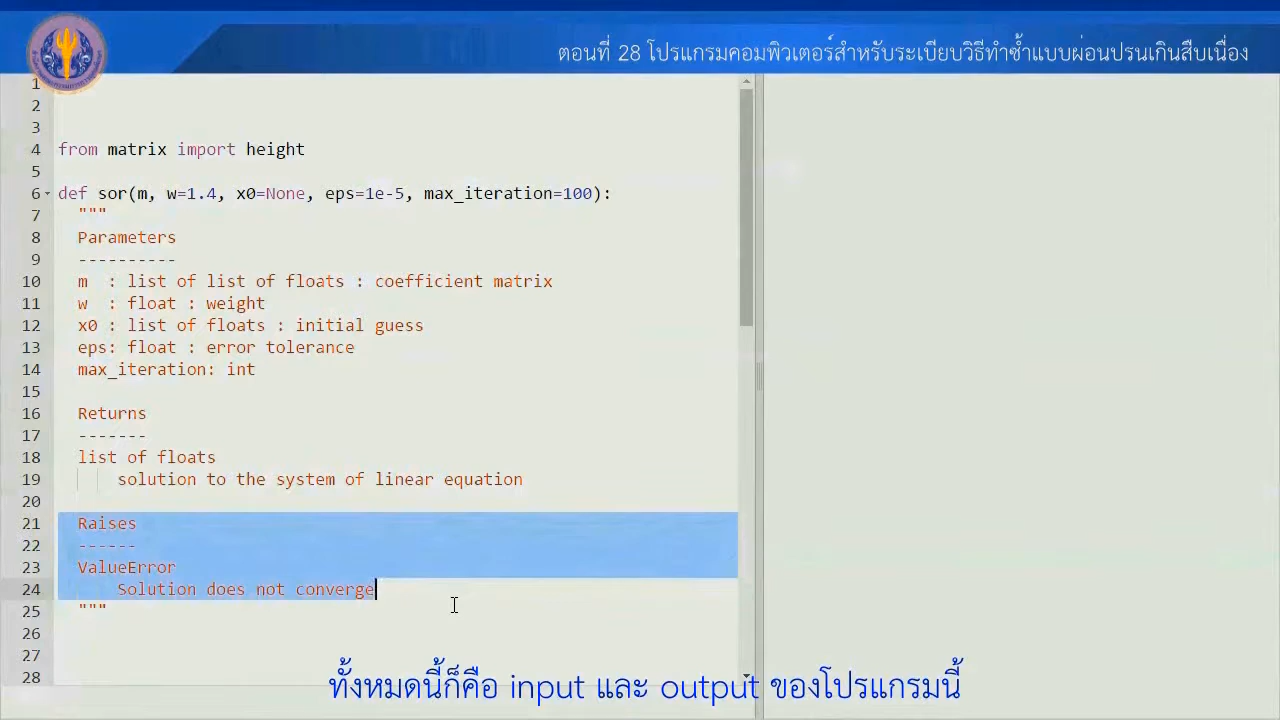 ตอนที่ 28 โปรแกรมคอมพิวเตอร์สำหรับระเบียบวิธีทำซ้ำแบบผ่อนปรนเกินสืบเนื่อง
1
2
3
4 from matrix import height
5
6 def sor(m, w=1.4, x0=None, eps=1e-5, max_iteration=100):
7 """
8 Parameters
9 ----------
10 m : list of list of floats : coefficient matrix
11 w : float : weight
12 x0 : list of floats : initial guess
13 eps: float : error tolerance
14 max_iteration: int
15
16 Returns
17 -------
18 list of floats
19 solution to the system of linear equation
20
21 Raises
22 ------
23 ValueError
24 Solution does not converge
25 """
26
27
28
ทั้งหมดนี้ก็คือ input และ output ของโปรแกรมนี้